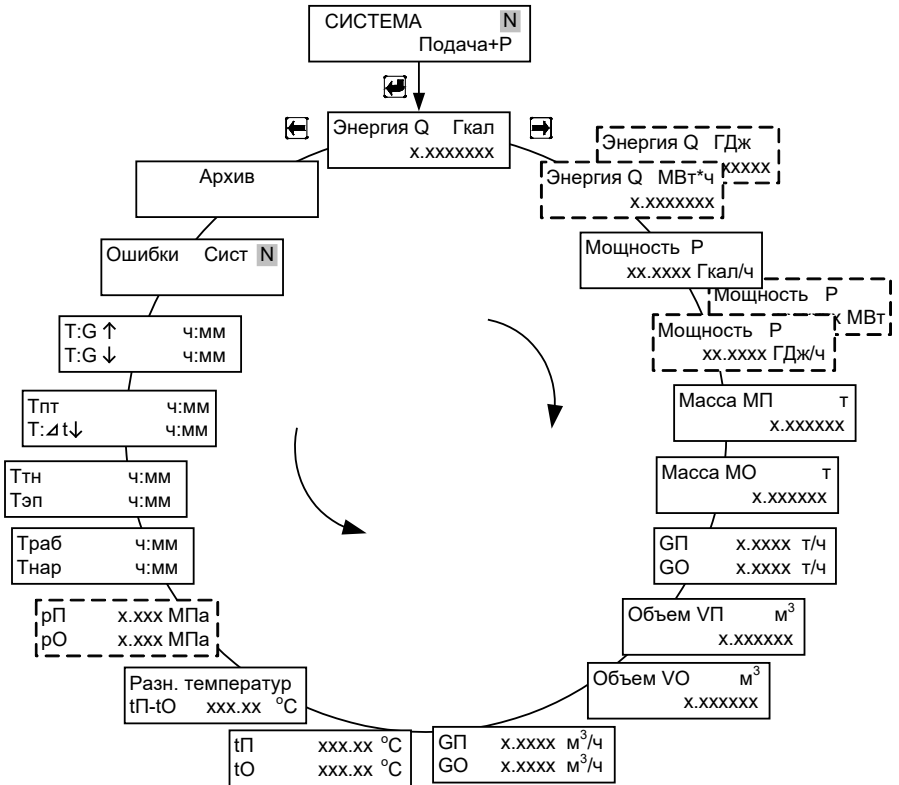 СИСТЕМА N
Подача+Р
Энергия Q Гкал
х.ххххххх
Энергия Q ГДж
ххххх
Энергия Q МВт*ч
х.ххххххх
Мощность Р
хх.хххх Гкал/ч
Мощность Р
х МВт
Мощность Р
хх.хххх ГДж/ч
Масса МП т
х.хххххх
Масса МО т
х.хххххх
GП х.хххх т/ч
GО х.хххх т/ч
Объем VП м³
х.хххххх
Объем VО м³
х.хххххх
GП х.хххх м³/ч
GО х.хххх м³/ч
tП ххх.хх °С
tО ххх.хх °С
Разн. температур
tП-tО ххх.хх °С
рП х.ххх МПа
рО х.ххх МПа
Траб ч:мм
Тнар ч:мм
Ттн ч:мм
Тэп ч:мм
Тпт ч:мм
Т:⊿t↓ ч:мм
Т:G ↑ ч:мм
Т:G ↓ ч:мм
Ошибки Сист N
Архив